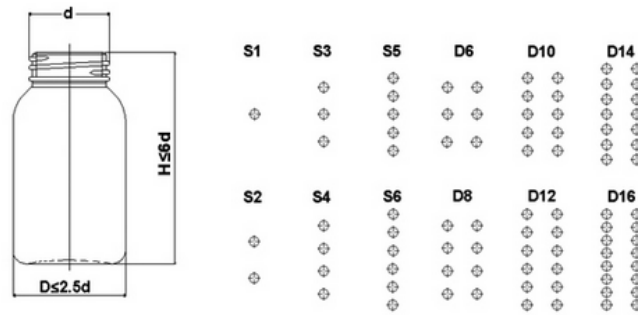 d
H≤6d
D≤2.5d
S1 S3 S5 D6 D10 D14
S2 S4 S6 D8 D12 D16